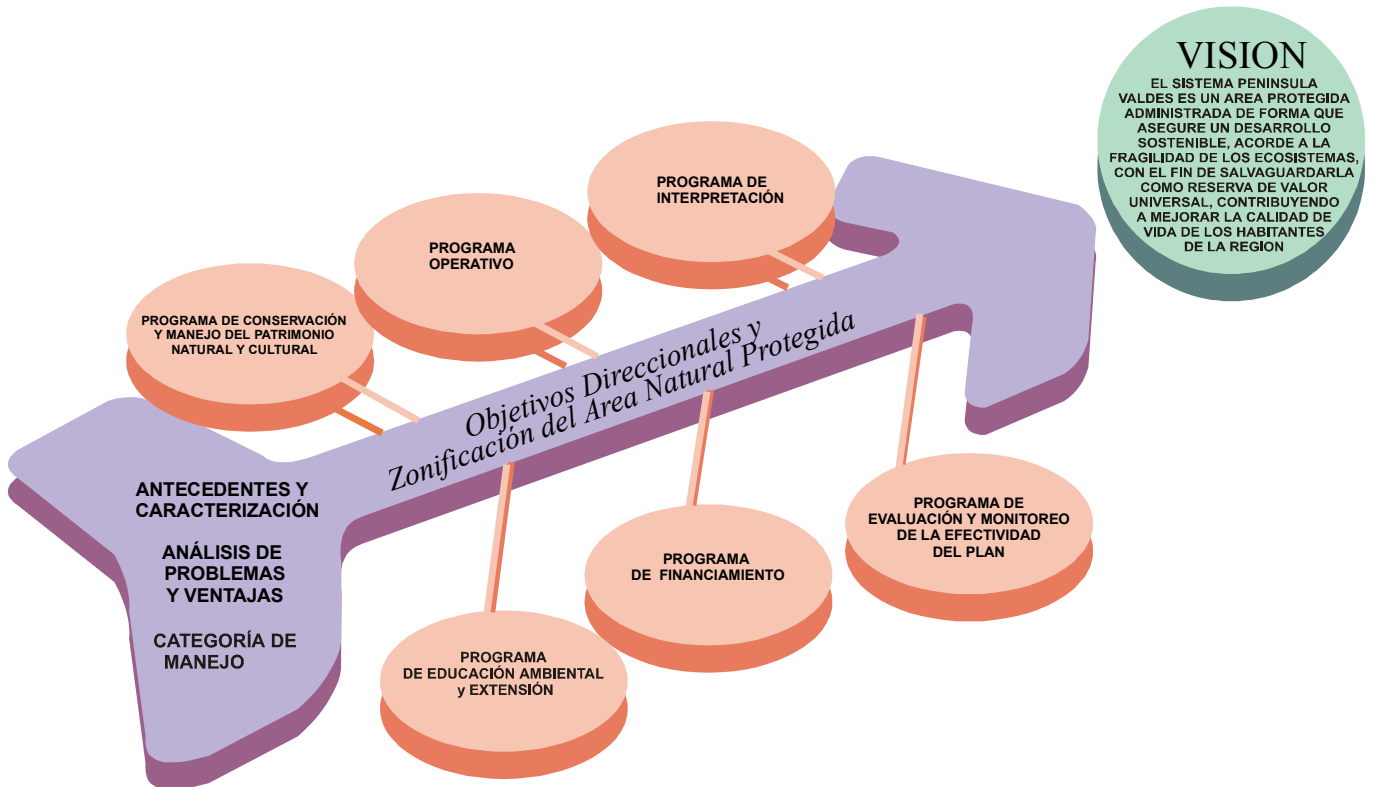 VISION
EL SISTEMA PENINSULA
VALDES ES UN AREA PROTEGIDA
ADMINISTRADA DE FORMA QUE
ASEGURE UN DESARROLLO
SOSTENIBLE, ACORDE A LA
FRAGILIDAD DE LOS ECOSISTEMAS,
CON EL FIN DE SALVAGUARDARLA
COMO RESERVA DE VALOR
UNIVERSAL, CONTRIBUYENDO
A MEJORAR LA CALIDAD DE
VIDA DE LOS HABITANTES
DE LA REGION
PROGRAMA DE
INTERPRETACIÓN
PROGRAMA
OPERATIVO
PROGRAMA DE CONSERVACIÓN
Y MANEJO DEL PATRIMONIO
NATURAL Y CULTURAL
Objetivos Direccionales y
Zonificación del Area Natural Protegida
ANTECEDENTES Y
CARACTERIZACIÓN
ANÁLISIS DE
PROBLEMAS
Y VENTAJAS
CATEGORÍA DE
MANEJO
PROGRAMA DE
EVALUACIÓN Y MONITOREO
DE LA EFECTIVIDAD
DEL PLAN
PROGRAMA
DE FINANCIAMIENTO
PROGRAMA
DE EDUCACIÓN AMBIENTAL
y EXTENSIÓN